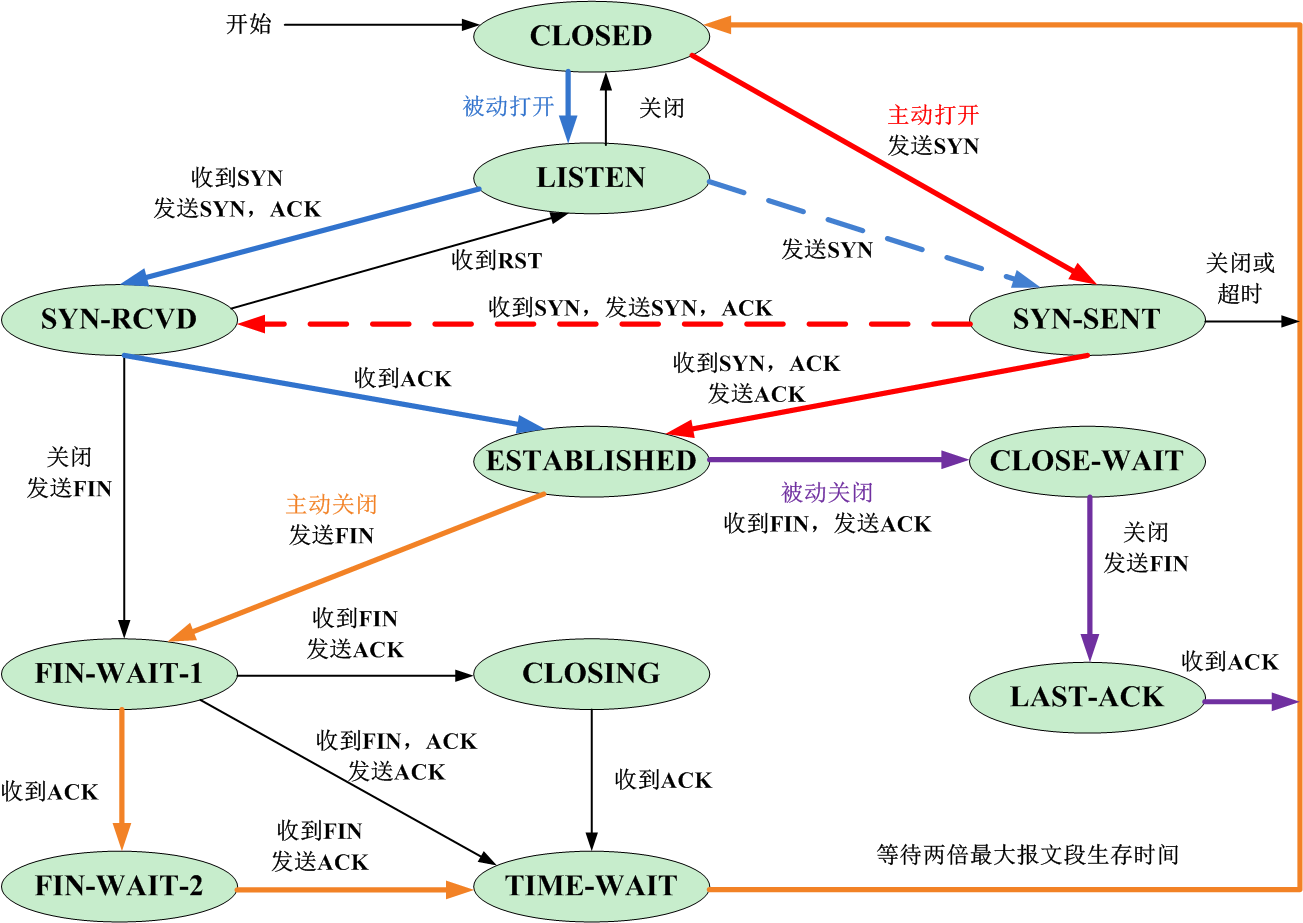 开始
CLOSED
被动打开
关闭
主动打开
发送SYN
LISTEN
收到SYN
发送SYN，ACK
收到RST
发送SYN
关闭或
超时
SYN-RCVD
收到SYN，发送SYN，ACK
SYN-SENT
收到ACK
收到SYN，ACK
发送ACK
关闭
发送FIN
ESTABLISHED
CLOSE-WAIT
主动关闭
发送FIN
被动关闭
收到FIN，发送ACK
关闭
发送FIN
收到FIN
发送ACK
FIN-WAIT-1
CLOSING
LAST-ACK
收到ACK
收到FIN，ACK
发送ACK
收到ACK
收到ACK
收到FIN
发送ACK
等待两倍最大报文段生存时间
FIN-WAIT-2
TIME-WAIT